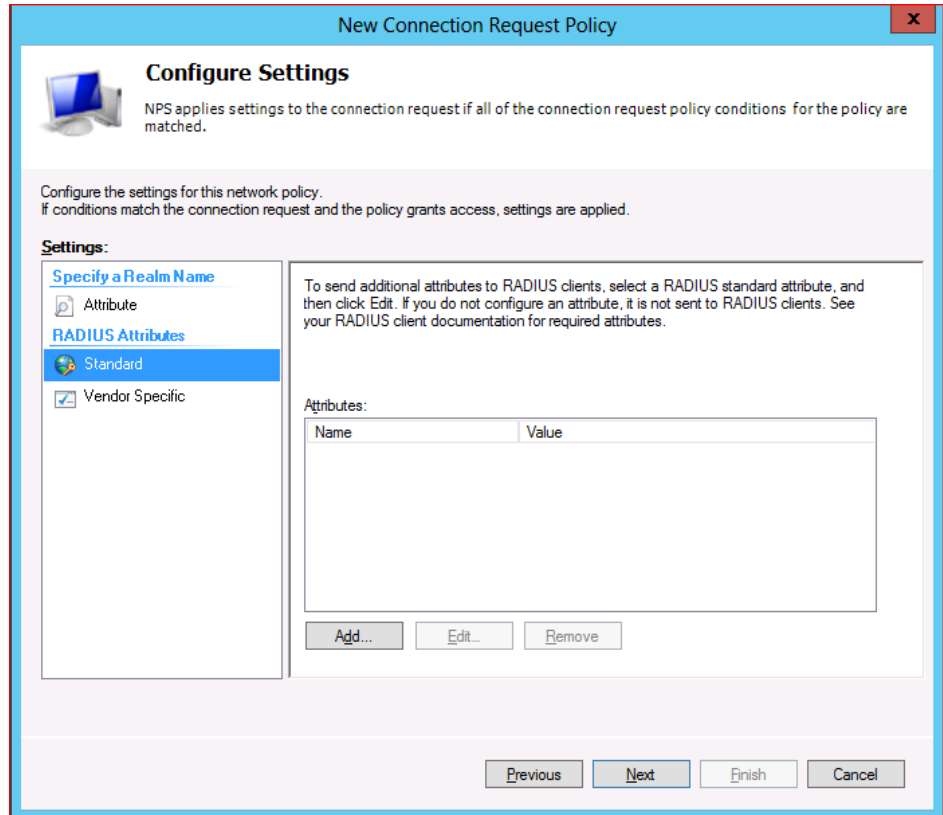 New Connection Request Policy
x
Configure Settings
NPS applies settings to the connection request if all of the connection request policy conditions for the policy are
matched.
Configure the settings for this network policy.
If conditions match the connection request and the policy grants access, settings are applied.
Settings:
Specify a Realm Name
Attribute
RADIUS Attributes
Standard
Vendor Specific
To send additional attributes to RADIUS clients, select a RADIUS standard attribute, and
then click Edit. If you do not configure an attribute, it is not sent to RADIUS clients. See
your RADIUS client documentation for required attributes.
Attributes:
Name Value
Add... Edit... Remove
Previous Next Finish Cancel